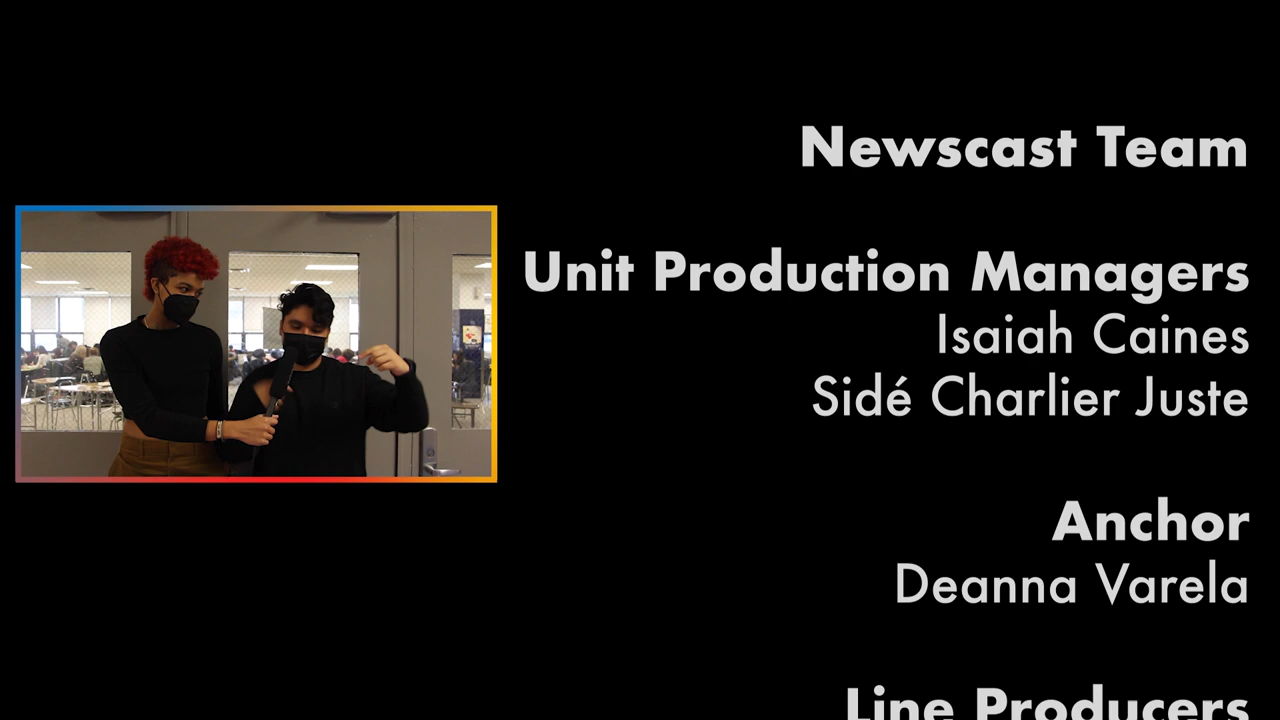 Newscast Team
Unit Production Managers
Isaiah Caines
Sidé Charlier Juste
Anchor
Deanna Varela
Line Producers